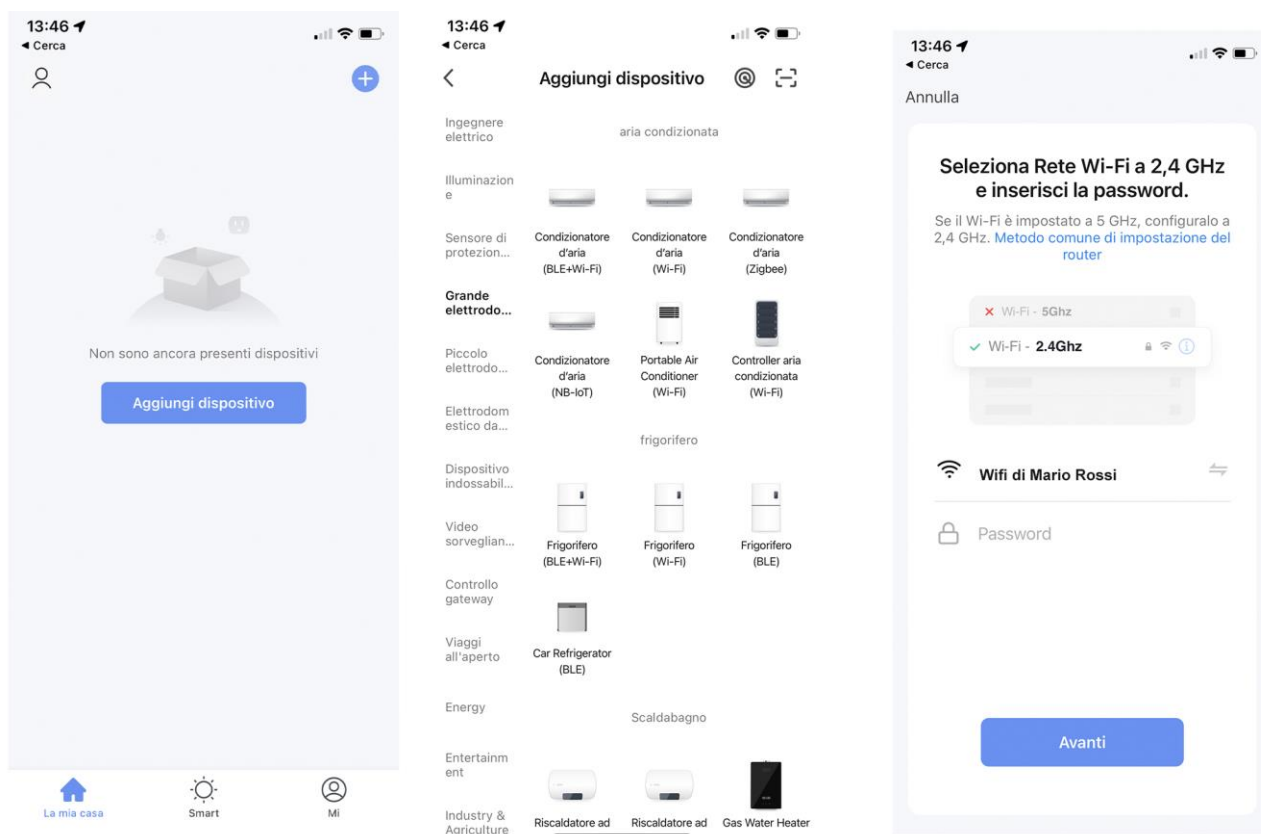 13:46
◀ Cerca
Non sono ancora presenti dispositivi
Aggiungi dispositivo
La mia casa
Smart
Mi
13:46
◀ Cerca
Aggiungi dispositivo
Ingegnere
elettrico
Illuminazion
e
Sensore di
protezion...
Grande
elettrodo...
Piccolo
elettrodo...
Elettrodom
estico da...
Dispositivo
indossabil...
Video
sorveglian...
Controllo
gateway
Viaggi
all'aperto
Energy
Entertainm
ent
Industry &
Agriculture
aria condizionata
Condizionatore
d'aria
(BLE+Wi-Fi)
Condizionatore
d'aria
(Wi-Fi)
Condizionatore
d'aria
(Zigbee)
Condizionatore
d'aria
(NB-IoT)
Portable Air
Conditioner
(Wi-Fi)
Controller aria
condizionata
(Wi-Fi)
frigorifero
Frigorifero
(BLE+Wi-Fi)
Frigorifero
(Wi-Fi)
Frigorifero
(BLE)
Car Refrigerator
(BLE)
Scaldabagno
Riscaldatore ad
Riscaldatore ad
Gas Water Heater
13:46
◀ Cerca
Annulla
Seleziona Rete Wi-Fi a 2,4 GHz
e inserisci la password.
Se il Wi-Fi è impostato a 5 GHz, configuralo a
2,4 GHz. Metodo comune di impostazione del
router
Wi-Fi - 5Ghz
Wi-Fi - 2.4Ghz
Wifi di Mario Rossi
Password
Avanti